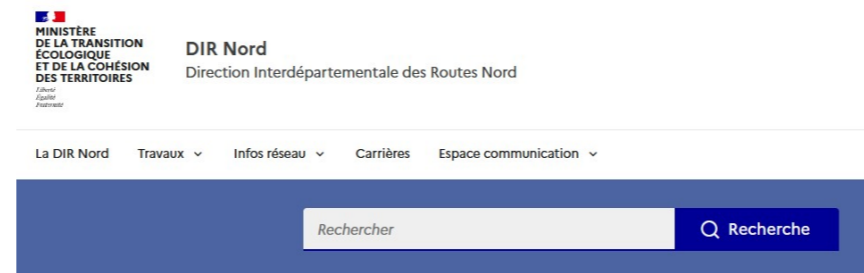 MINISTÈRE
DE LA TRANSITION
ÉCOLOGIQUE
ET DE LA COHÉSION
DES TERRITOIRES
Liberté
Égalité
Fraternité
DIR Nord
Direction Interdépartementale des Routes Nord
La DIR Nord Travaux Infos réseau Carrières Espace communication
Rechercher Recherche